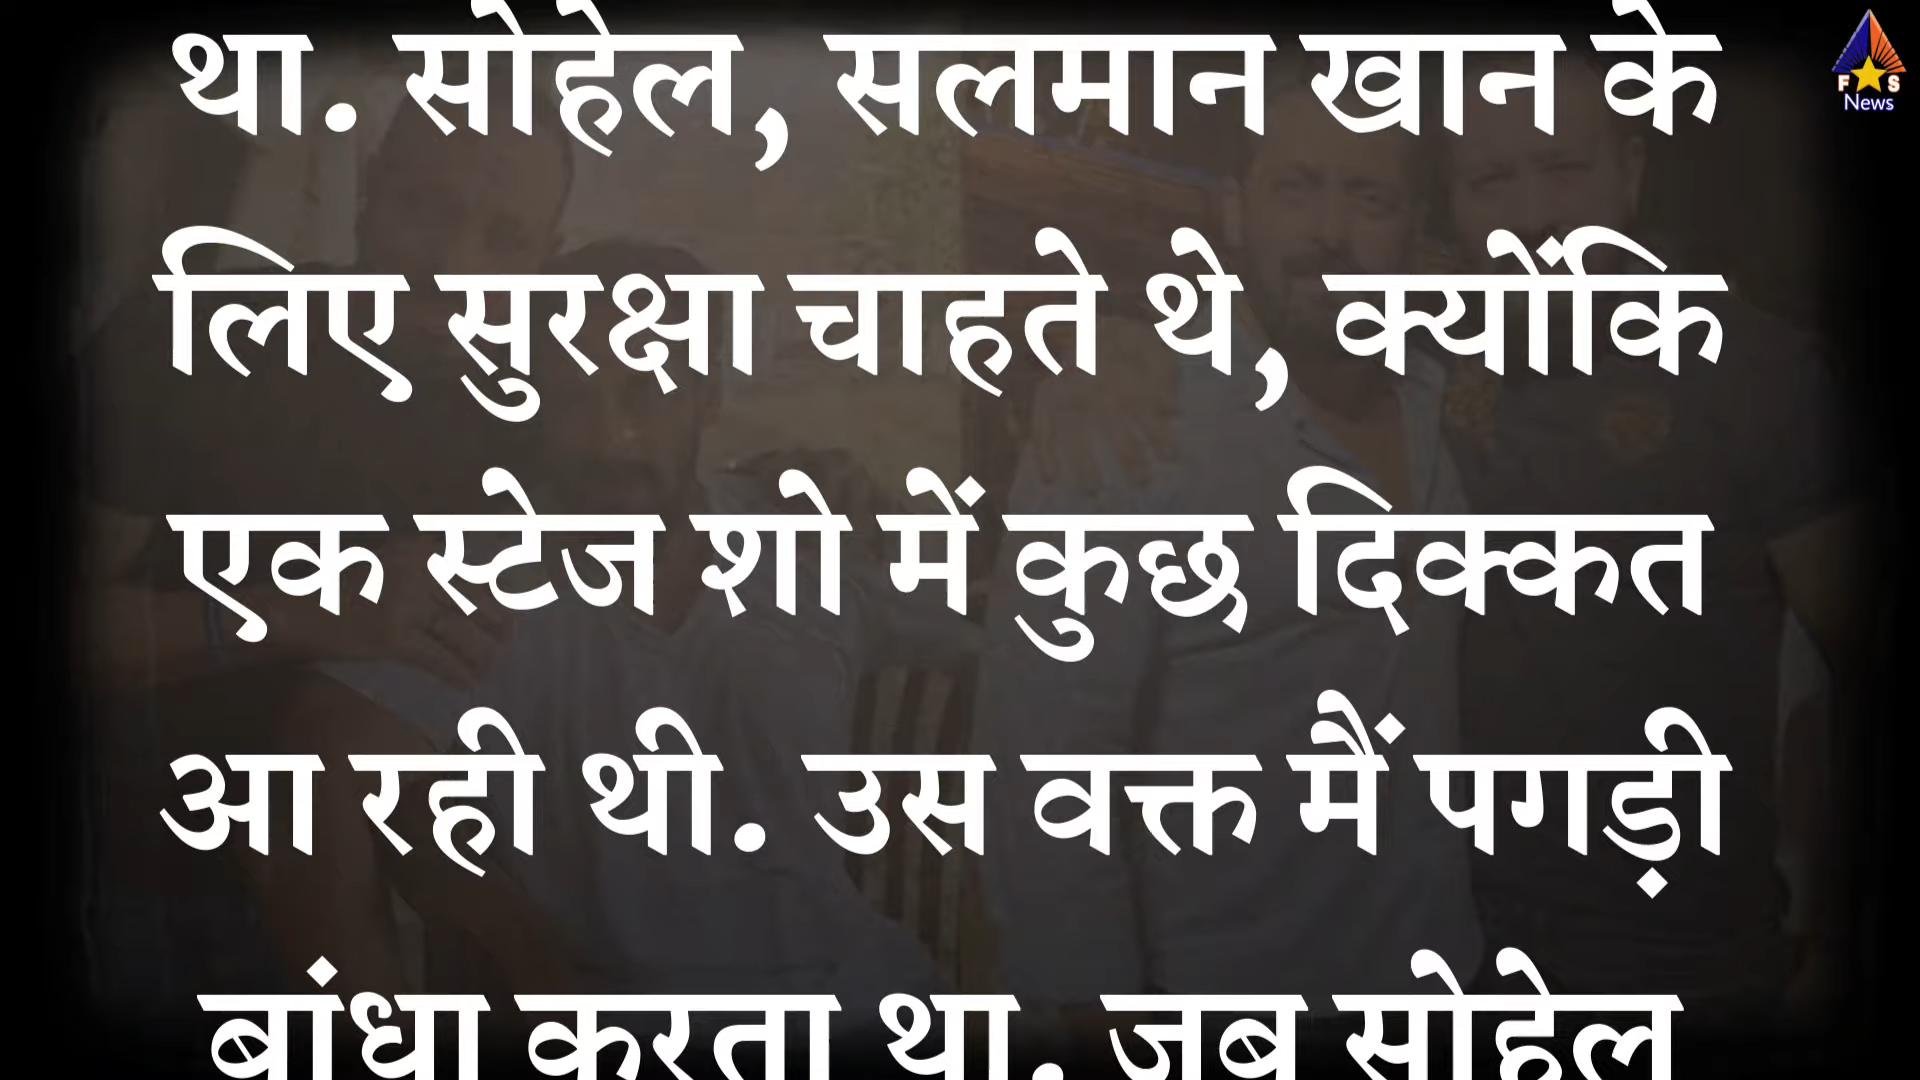 था. सोहेल, सलमान खान के
लिए सुरक्षा चाहते थे, क्योंकि
एक स्टेज शो में कुछ दिक्कत
आ रही थी. उस वक्त मैं पगड़ी
बांधा करता था. जब सोहेल
F S
News